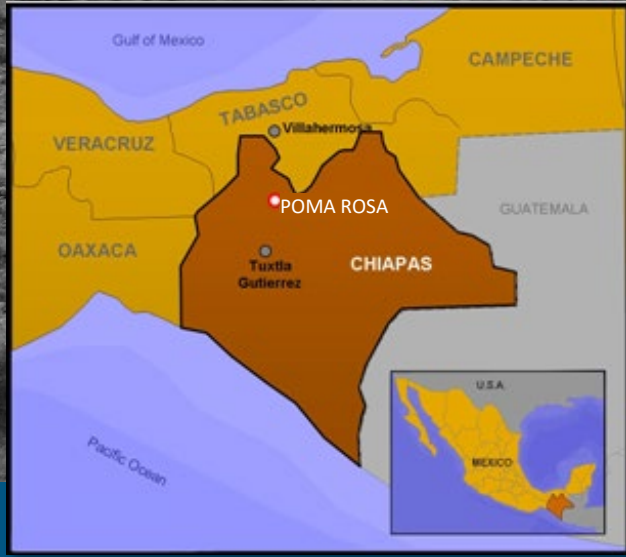 Gulf of Mexico
CAMPECHE
TABASCO
Villahermosa
VERACRUZ
POMA ROSA
GUATEMALA
OAXACA
Tuxtla
Gutierrez
CHIAPAS
Pacific Ocean
U.S.A.
MEXICO